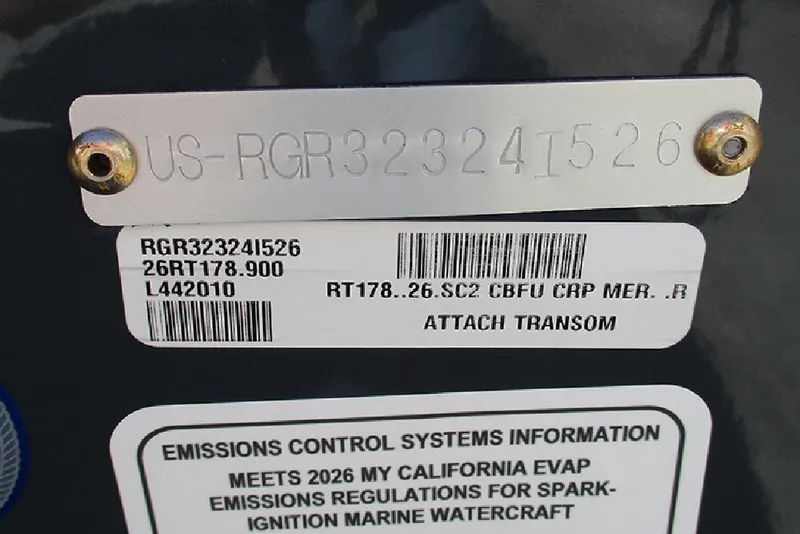 US-RGR32324I526
RGR32324I526
26RT178.900
L442010
RT178..26.SC2 CBFU CRP MER. .R
ATTACH TRANSOM
EMISSIONS CONTROL SYSTEMS INFORMATION
MEETS 2026 MY CALIFORNIA EVAP
EMISSIONS REGULATIONS FOR SPARK-
IGNITION MARINE WATERCRAFT